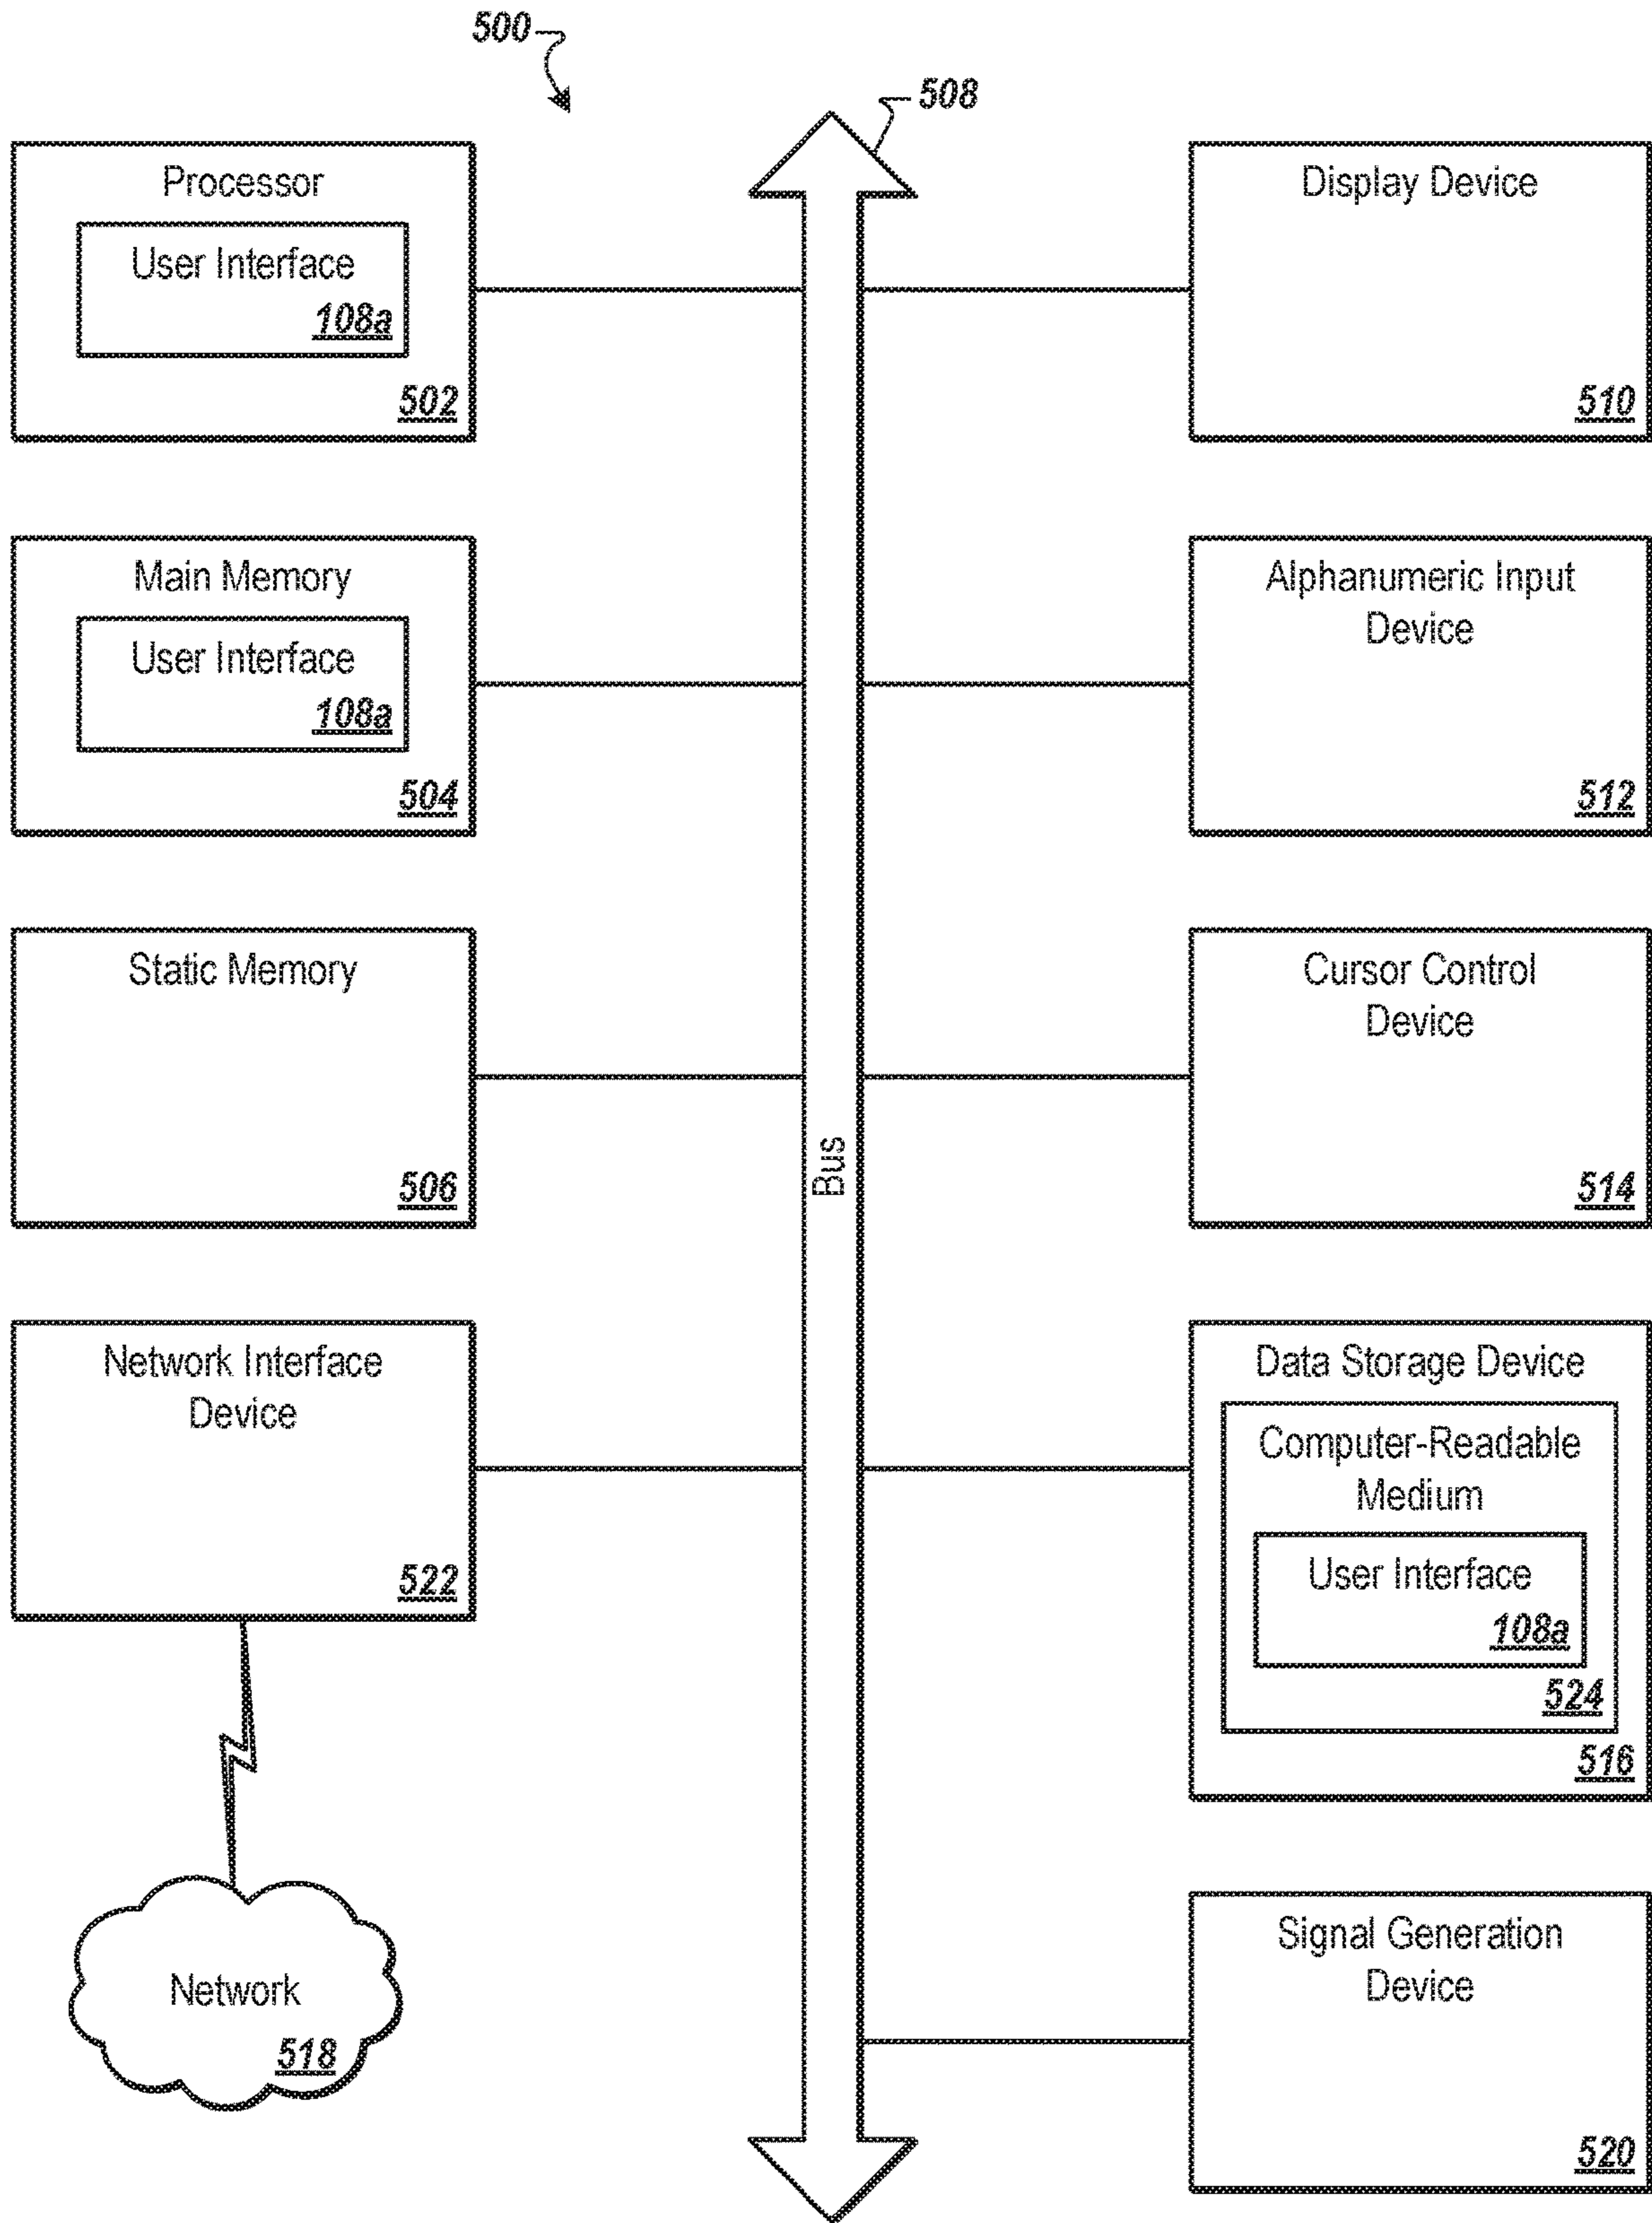 500
508
Processor
User Interface
108a
502
Display Device
510
Main Memory
User Interface
108a
504
Alphanumeric Input
Device
512
Static Memory
506
Cursor Control
Device
514
Bus
Network Interface
Device
522
Data Storage Device
Computer-Readable
Medium
User Interface
108a
524
516
Network
518
Signal Generation
Device
520